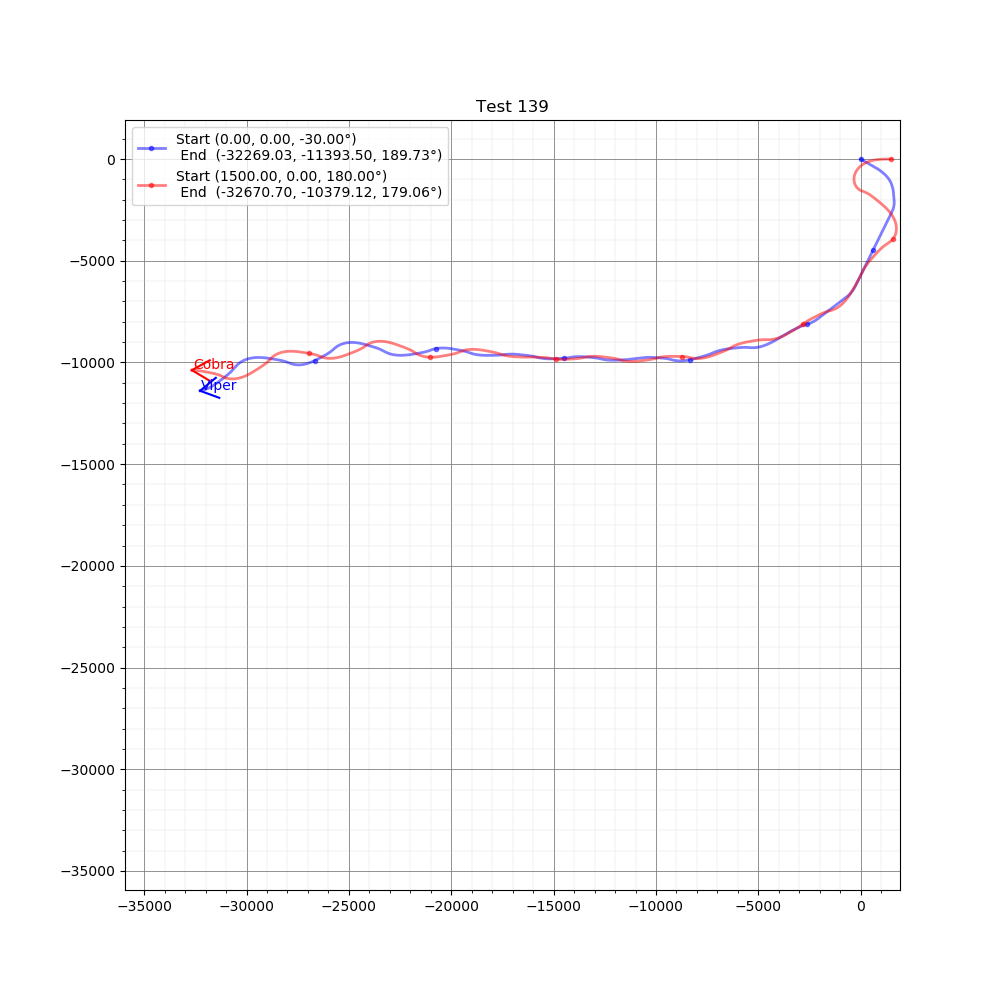 Test 139
Start (0.00, 0.00, -30.00°)
End (-32269.03, -11393.50, 189.73°)
Start (1500.00, 0.00, 180.00°)
End (-32670.70, -10379.12, 179.06°)
0
−5000
−10000
−15000
−20000
−25000
−30000
−35000
Cobra
Viper
−35000 −30000 −25000 −20000 −15000 −10000 −5000 0